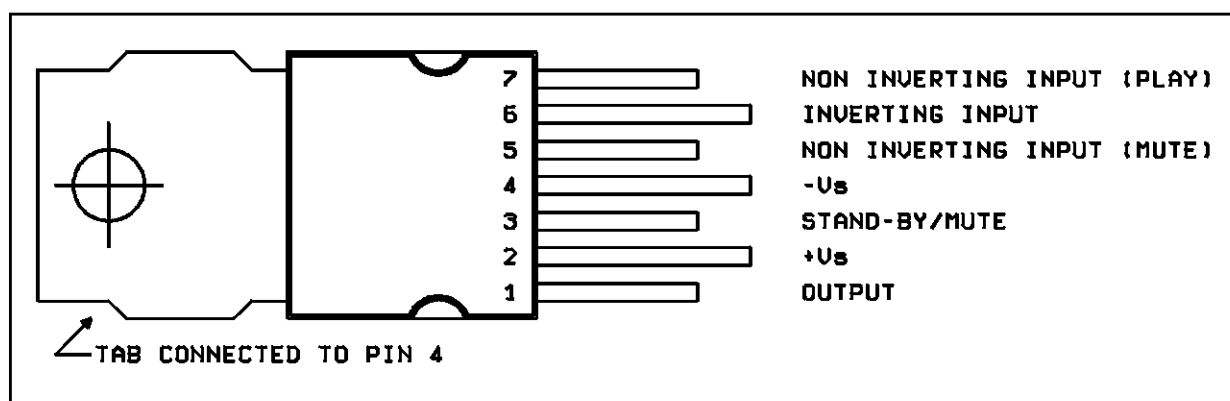 7 NON INVERTING INPUT (PLAY)
6 INVERTING INPUT
5 NON INVERTING INPUT (MUTE)
4 -Vs
3 STAND-BY/MUTE
2 +Vs
1 OUTPUT
TAB CONNECTED TO PIN 4